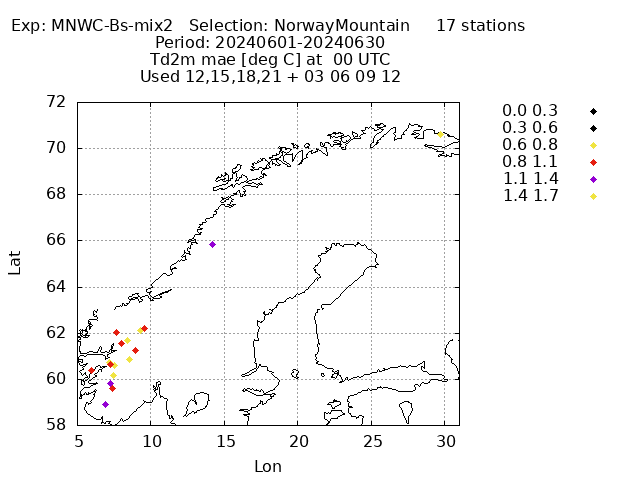 Exp: MNWC-Bs-mix2 Selection: NorwayMountain 17 stations
Period: 20240601-20240630
Td2m mae [deg C] at 00 UTC
Used 12,15,18,21 + 03 06 09 12
72
70
68
66
64
62
60
58
5 10 15 20 25 30
Lat
Lon
0.0 0.3
0.3 0.6
0.6 0.8
0.8 1.1
1.1 1.4
1.4 1.7